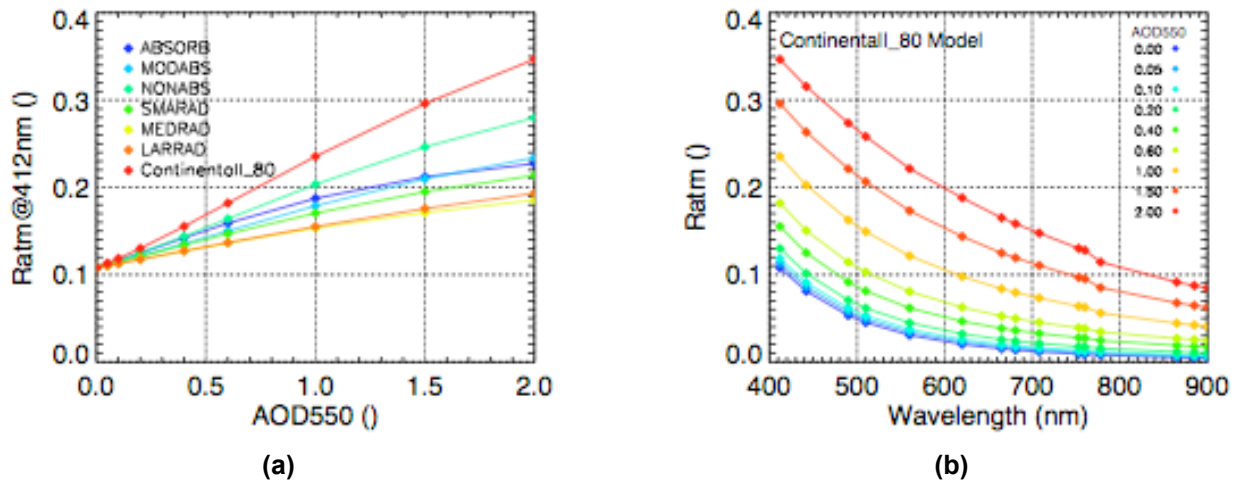 0.4
0.3
0.2
0.1
0.0
Ratm@412nm ()
ABSORB
MODABS
NONABS
SMARAD
MEDRAD
LARRAD
Continentall_80
0.0 0.5 1.0 1.5 2.0
AOD550 ()
(a)
0.4
0.3
0.2
0.1
0.0
Ratm ()
Continentall_80 Model
AOD550
0.00
0.05
0.10
0.20
0.40
0.60
1.00
1.50
2.00
400 500 600 700 800 900
Wavelength (nm)
(b)